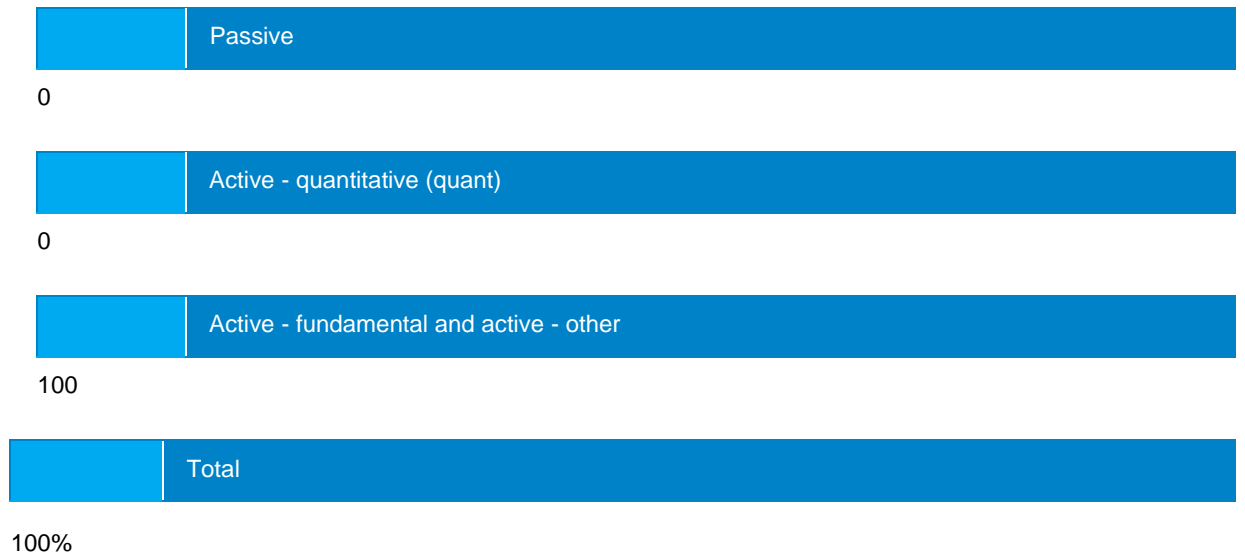 Passive
0
Active - quantitative (quant)
0
Active - fundamental and active - other
100
Total
100%